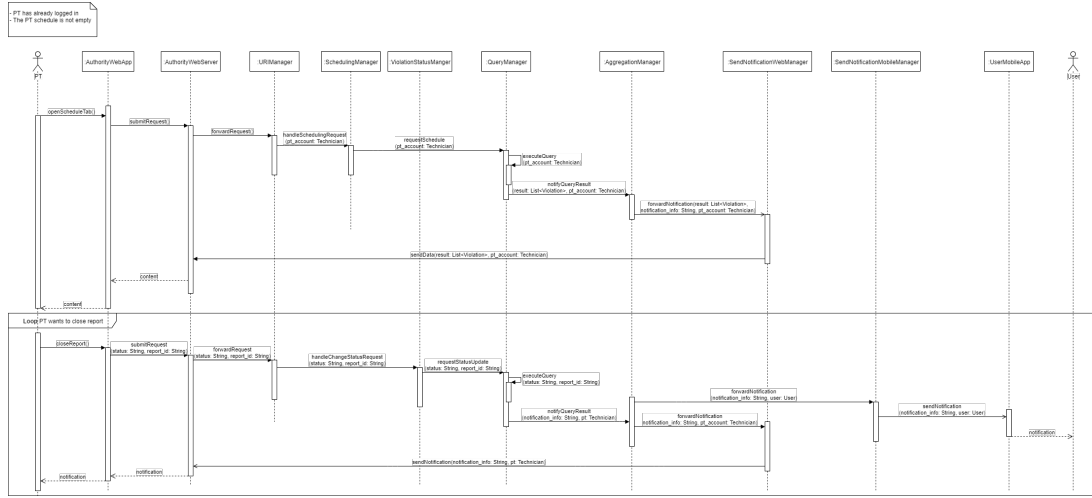 - PT has already logged in
- The PT schedule is not empty
PT
:AuthorityWebApp
:AuthorityWebServer
:URIManager
:SchedulingManager
:ViolationStatusManger
:QueryManager
:AggregationManager
:SendNotificationWebManager
:SendNotificationMobileManager
:UserMobileApp
User
openScheduleTab()
submitRequest()
forwardRequest()
handleSchedulingRequest
(pt_account: Technician)
requestSchedule
(pt_account: Technician)
executeQuery
(pt_account: Technician)
notifyQueryResult
(result: List<Violation>, pt_account: Technician)
forwardNotification(result: List<Violation>,
notification_info: String, pt_account: Technician)
sendData(result: List<Violation>, pt_account: Technician)
content
content
Loop PT wants to close report
closeReport()
submitRequest
(status: String, report_id: String)
forwardRequest
(status: String, report_id: String)
handleChangeStatusRequest
(status: String, report_id: String)
requestStatusUpdate
(status: String, report_id: String)
executeQuery
(status: String, report_id: String)
forwardNotification
(notification_info: String, user: User)
sendNotification
(notification_info: String, user: User)
notifyQueryResult
(notification_info: String, pt: Technician)
forwardNotification
(notification_info: String, pt_account: Technician)
notification
sendNotification(notification_info: String, pt: Technician)
notification
notification